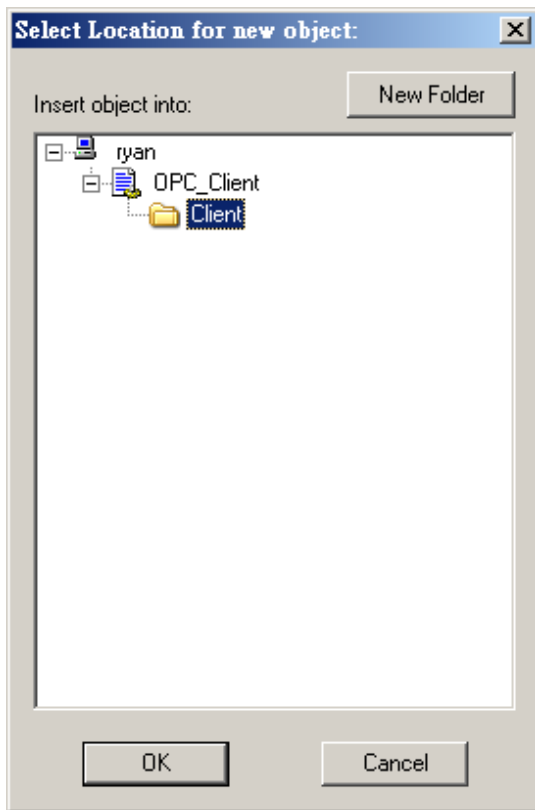 Select Location for new object:
New Folder
Insert object into:
ryan
OPC_Client
Client
OK
Cancel